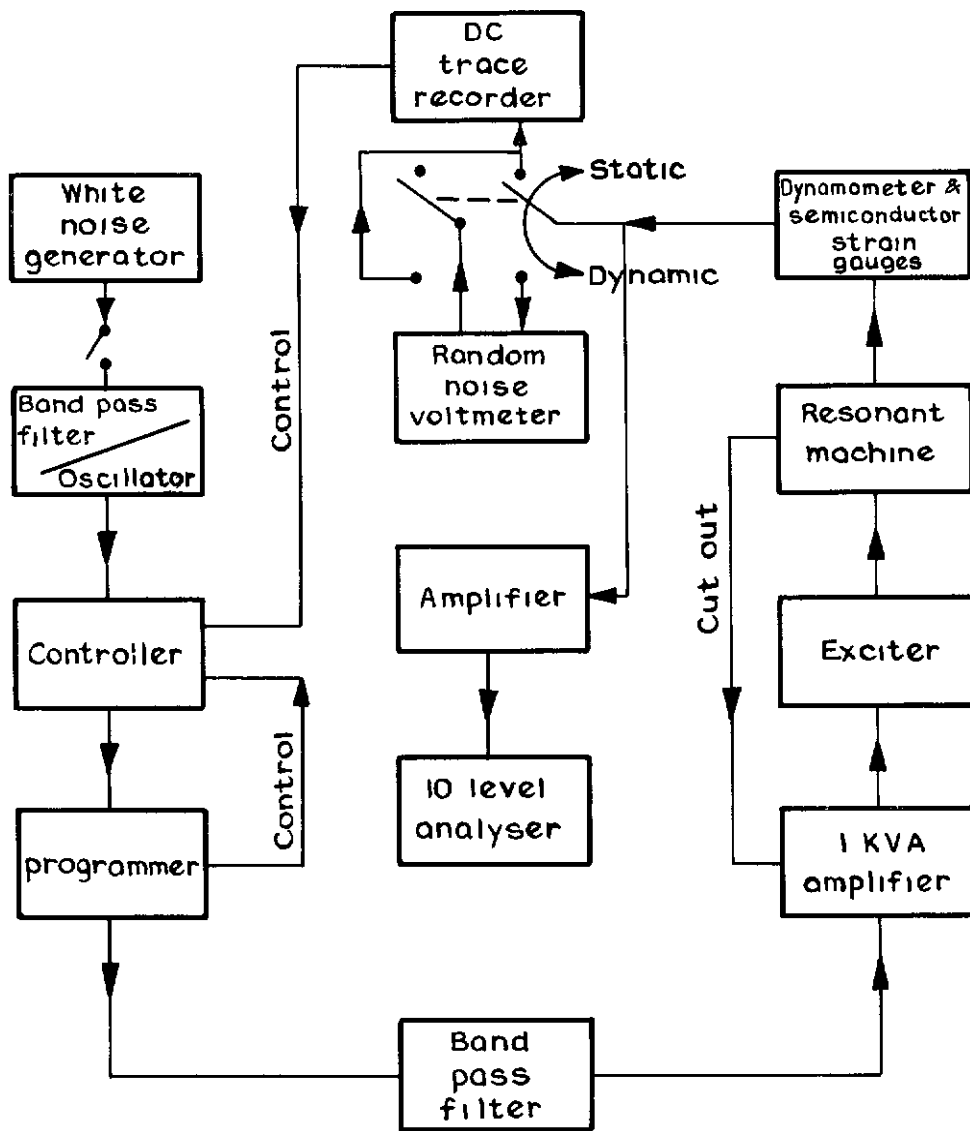 DC
trace
recorder
White
noise
generator
Static
Dynamic
Dynamometer &
semiconductor
strain
gauges
Random
noise
voltmeter
Control
Band pass
filter
Oscillator
Resonant
machine
Cut out
Amplifier
Controller
Exciter
Control
10 level
analyser
programmer
1 KVA
amplifier
Band
pass
filter